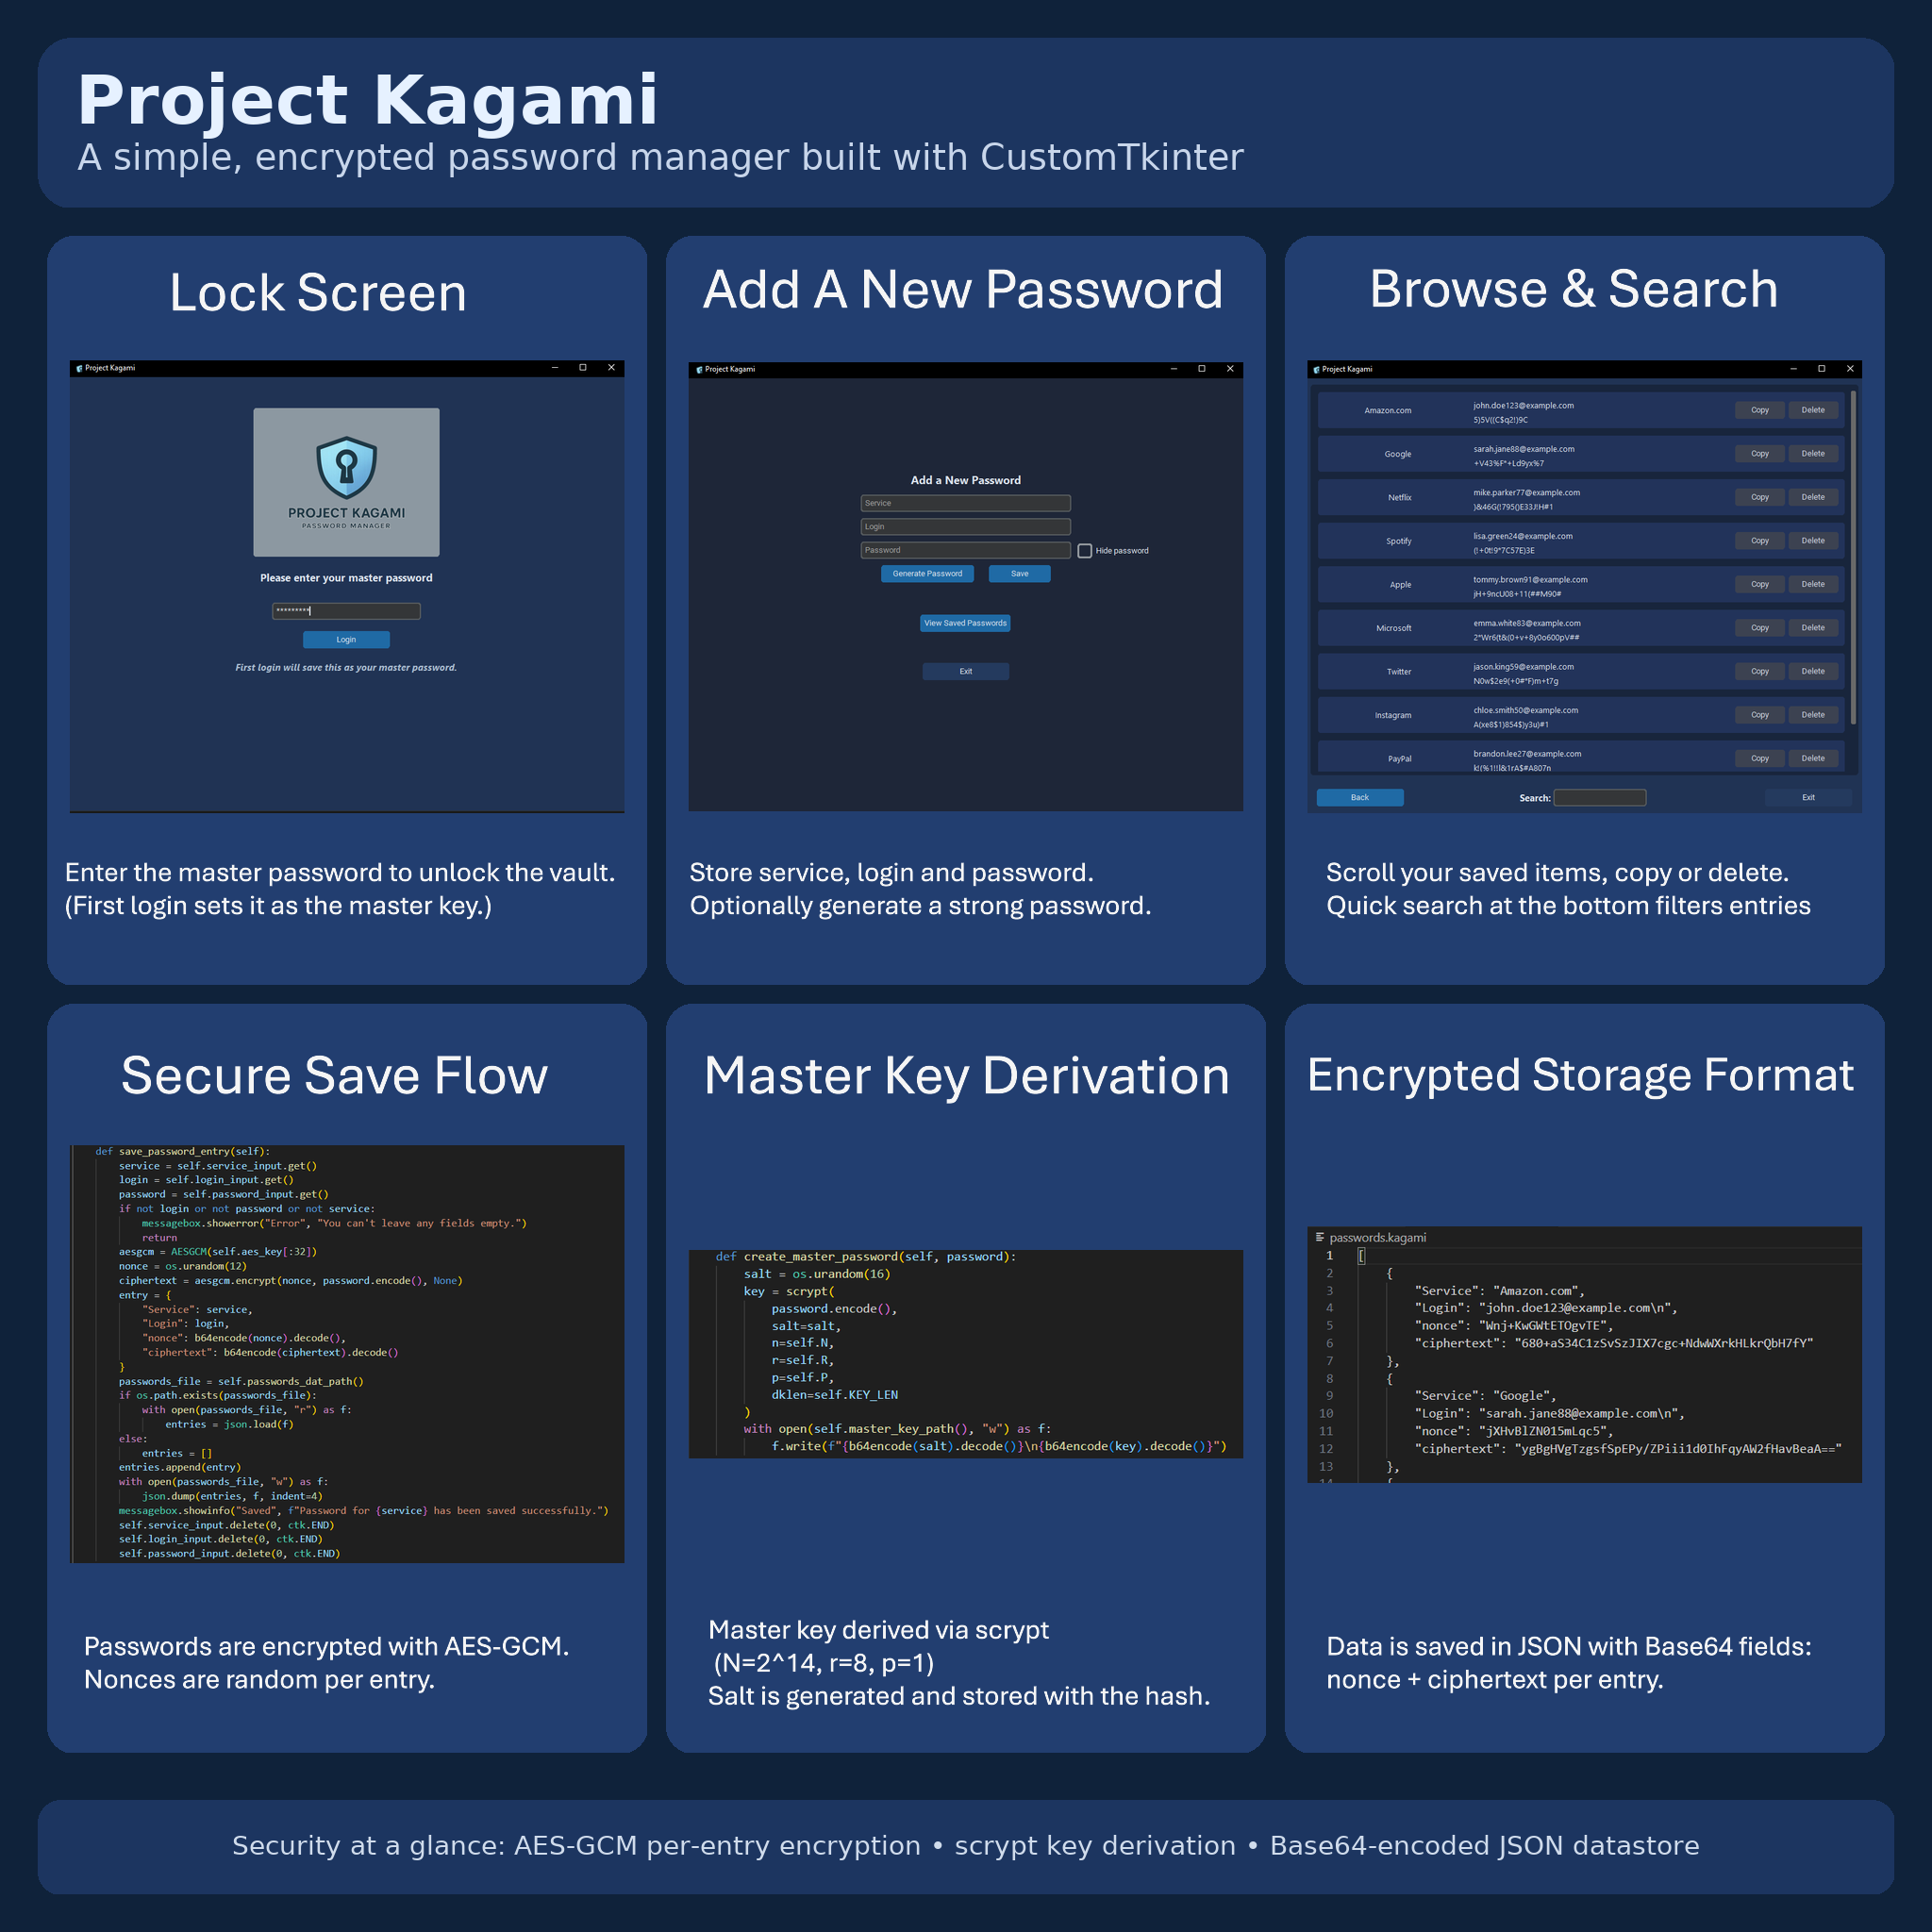 Project Kagami
A simple, encrypted password manager built with CustomTkinter
Lock Screen
Project Kagami
PROJECT KAGAMI
PASSWORD MANAGER
Please enter your master password
*********
Login
First login will save this as your master password.
Enter the master password to unlock the vault.
(First login sets it as the master key.)
Add A New Password
Project Kagami
Add a New Password
Service
Login
Password
Hide password
Generate Password
Save
View Saved Passwords
Exit
Store service, login and password.
Optionally generate a strong password.
Browse & Search
Project Kagami
Amazon.com
john.doe123@example.com
Copy
Delete
Google
sarah.jane88@example.com
+V43%F*+Ld9yx%7
Copy
Delete
Netflix
mike.parker77@example.com
Copy
Delete
Spotify
lisa.green24@example.com
Copy
Delete
Apple
tommy.brown91@example.com
jH+9ncU08+11(##M90#
Copy
Delete
Microsoft
emma.white83@example.com
Copy
Delete
Twitter
jason.king59@example.com
Copy
Delete
Instagram
chloe.smith50@example.com
Copy
Delete
PayPal
brandon.lee27@example.com
Copy
Delete
Back
Search:
Exit
Scroll your saved items, copy or delete.
Quick search at the bottom filters entries
Secure Save Flow
def save_password_entry(self):
service = self.service_input.get()
login = self.login_input.get()
password = self.password_input.get()
if not login or not password or not service:
messagebox.showerror("Error", "You can't leave any fields empty.")
return
aesgcm = AESGCM(self.aes_key[:32])
nonce = os.urandom(12)
ciphertext = aesgcm.encrypt(nonce, password.encode(), None)
entry = {
"Service": service,
"Login": login,
"nonce": b64encode(nonce).decode(),
"ciphertext": b64encode(ciphertext).decode()
}
passwords_file = self.passwords_dat_path()
if os.path.exists(passwords_file):
with open(passwords_file, "r") as f:
entries = json.load(f)
else:
entries = []
entries.append(entry)
with open(passwords_file, "w") as f:
json.dump(entries, f, indent=4)
messagebox.showinfo("Saved", f"Password for {service} has been saved successfully.")
self.service_input.delete(0, ctk.END)
self.login_input.delete(0, ctk.END)
self.password_input.delete(0, ctk.END)
Passwords are encrypted with AES-GCM.
Nonces are random per entry.
Master Key Derivation
def create_master_password(self, password):
salt = os.urandom(16)
key = scrypt(
password.encode(),
salt=salt,
n=self.N,
r=self.R,
p=self.P,
dklen=self.KEY_LEN
)
with open(self.master_key_path(), "w") as f:
f.write(f"{b64encode(salt).decode()}\n{b64encode(key).decode()}")
Master key derived via scrypt
(N=2^14, r=8, p=1)
Salt is generated and stored with the hash.
Encrypted Storage Format
passwords.kagami
1 [
2 {
3 "Service": "Amazon.com",
4 "Login": "john.doe123@example.com\n",
5 "nonce": "Wnj+KwGWtETOgvTE",
6 "ciphertext": "680+aS34C1zSvSzJIX7cgc+NdwWXrkHLkrQbH7fY"
7 },
8 {
9 "Service": "Google",
10 "Login": "sarah.jane88@example.com\n",
11 "nonce": "jXHvBlZN015mLqc5",
12 "ciphertext": "ygBgHVgTzgsfSpEPy/ZPiii1d0IhFqyAW2fHavBeaA=="
13 },
14 {
Data is saved in JSON with Base64 fields:
nonce + ciphertext per entry.
Security at a glance: AES-GCM per-entry encryption • scrypt key derivation • Base64-encoded JSON datastore